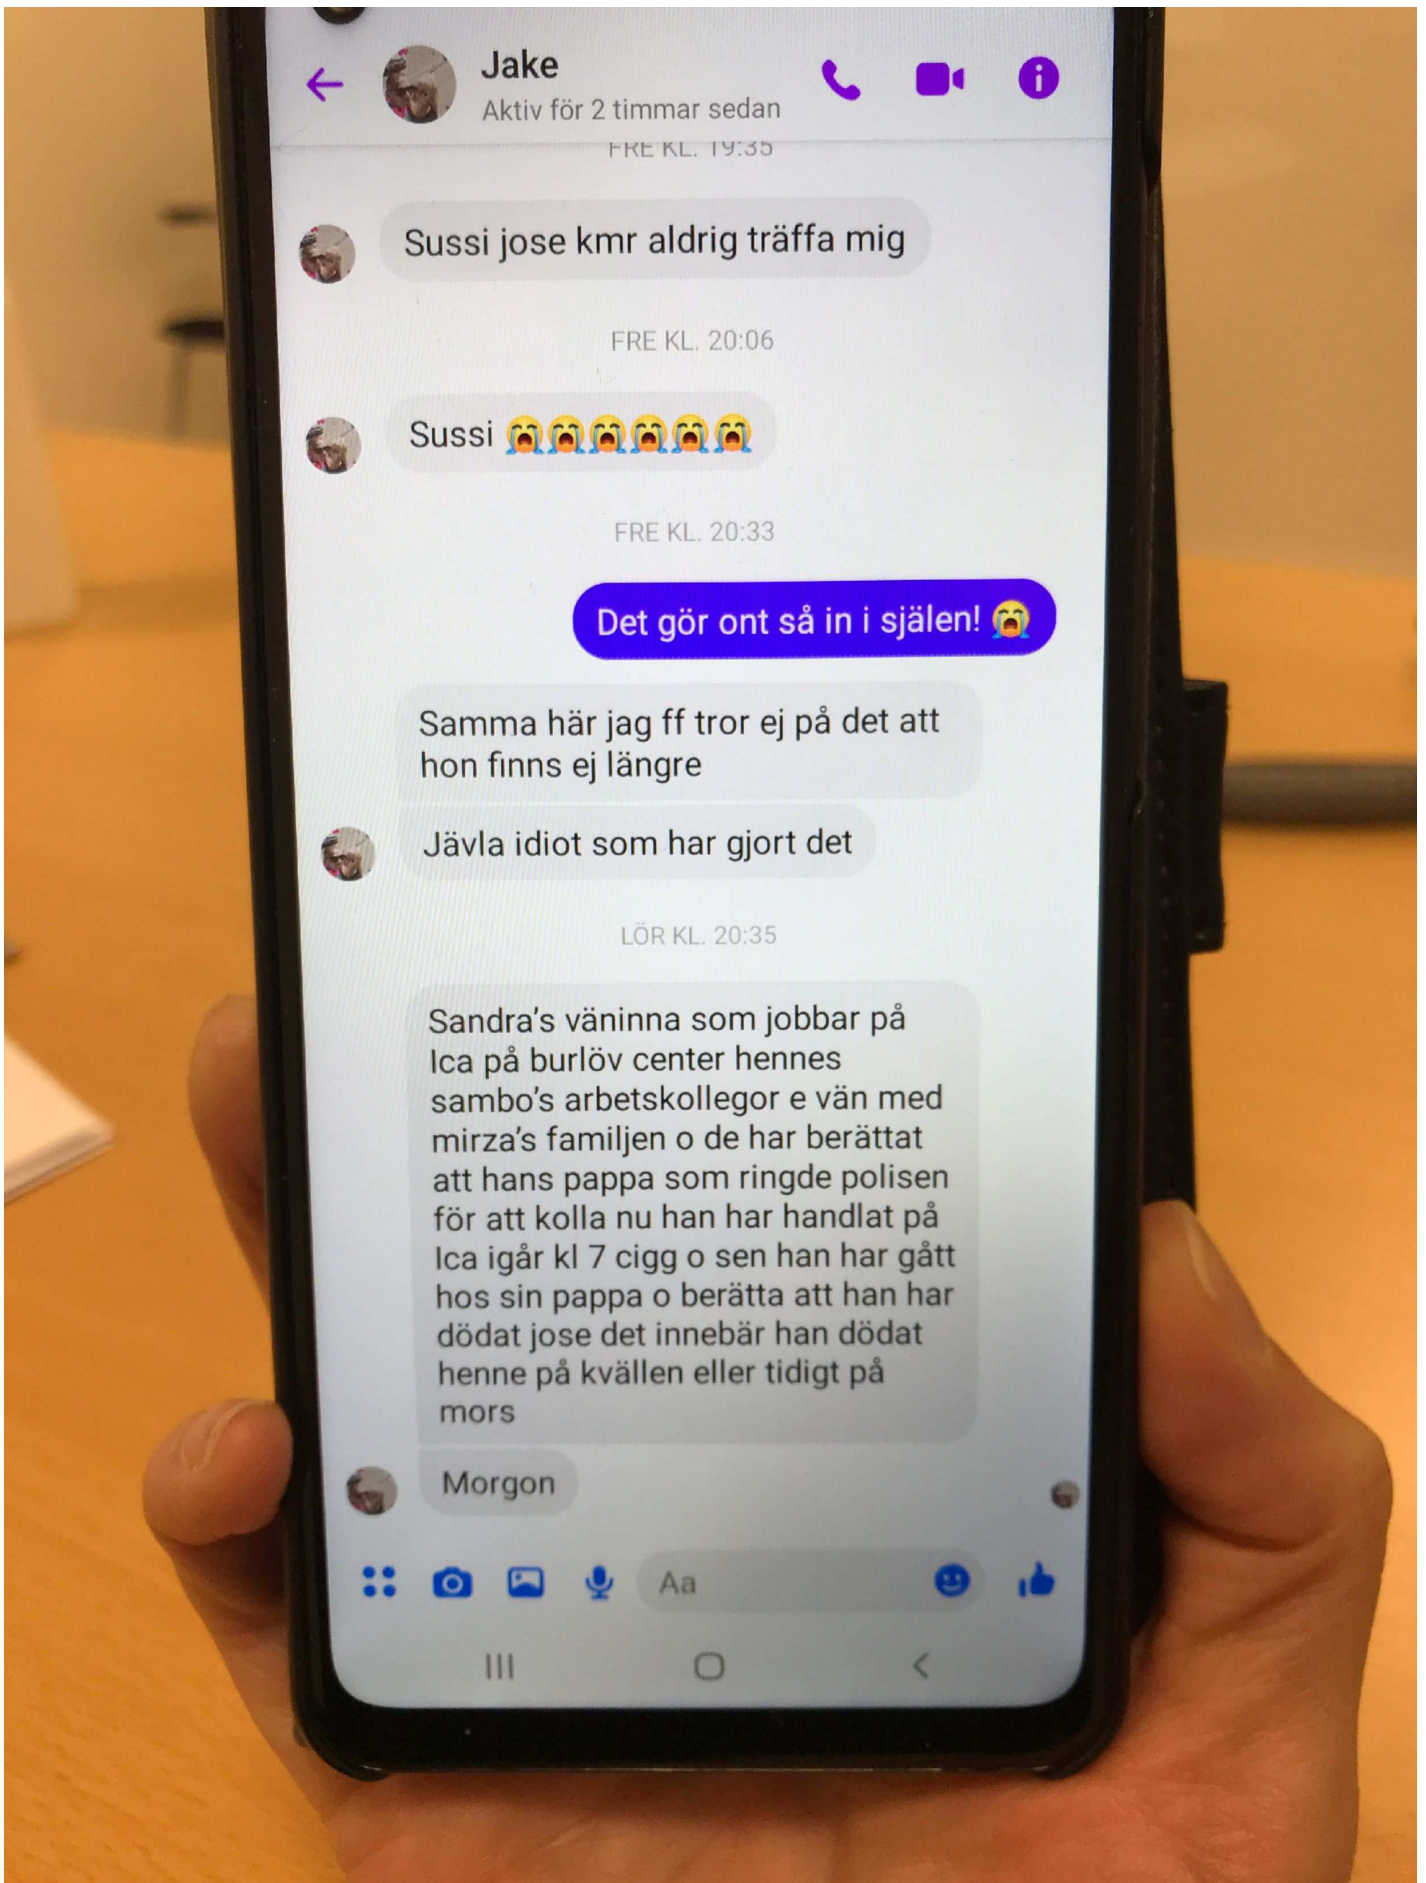 Jake
Aktiv för 2 timmar sedan
FRE KL. 19:35
Sussi jose kmr aldrig träffa mig
FRE KL. 20:06
Sussi 😭😭😭😭😭😭
FRE KL. 20:33
Det gör ont så in i själen! 😭
Samma här jag ff tror ej på det att
hon finns ej längre
Jävla idiot som har gjort det
LÖR KL. 20:35
Sandra's väninna som jobbar på
Ica på burlöv center hennes
sambo's arbetskollegor e vän med
mirza's familjen o de har berättat
att hans pappa som ringde polisen
för att kolla nu han har handlat på
Ica igår kl 7 cigg o sen han har gått
hos sin pappa o berätta att han har
dödat jose det innebär han dödat
henne på kvällen eller tidigt på
mors
Morgon
Aa